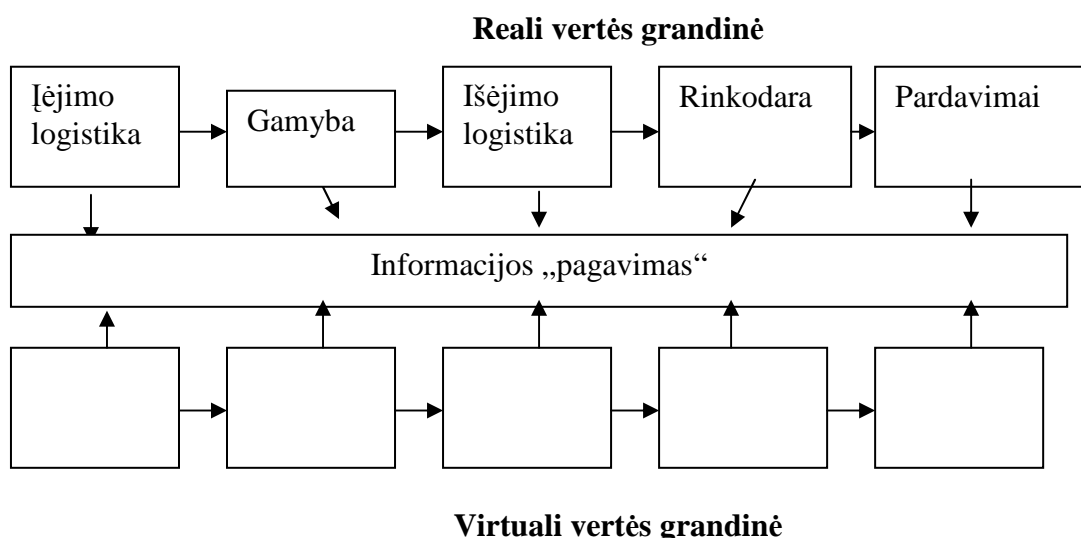 Reali vertės grandinė
Įėjimo
logistika
Gamyba
Išėjimo
logistika
Rinkodara
Pardavimai
Informacijos „pagavimas“
Virtuali vertės grandinė